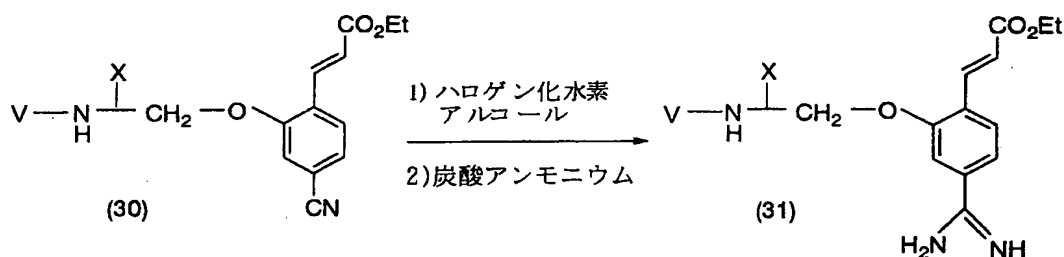 CO2Et
X
V
N
H
CH2
O
CN
(30)
1) ハロゲン化水素
アルコール
2)炭酸アンモニウム
CO2Et
X
V
N
H
CH2
O
H2N
NH
(31)